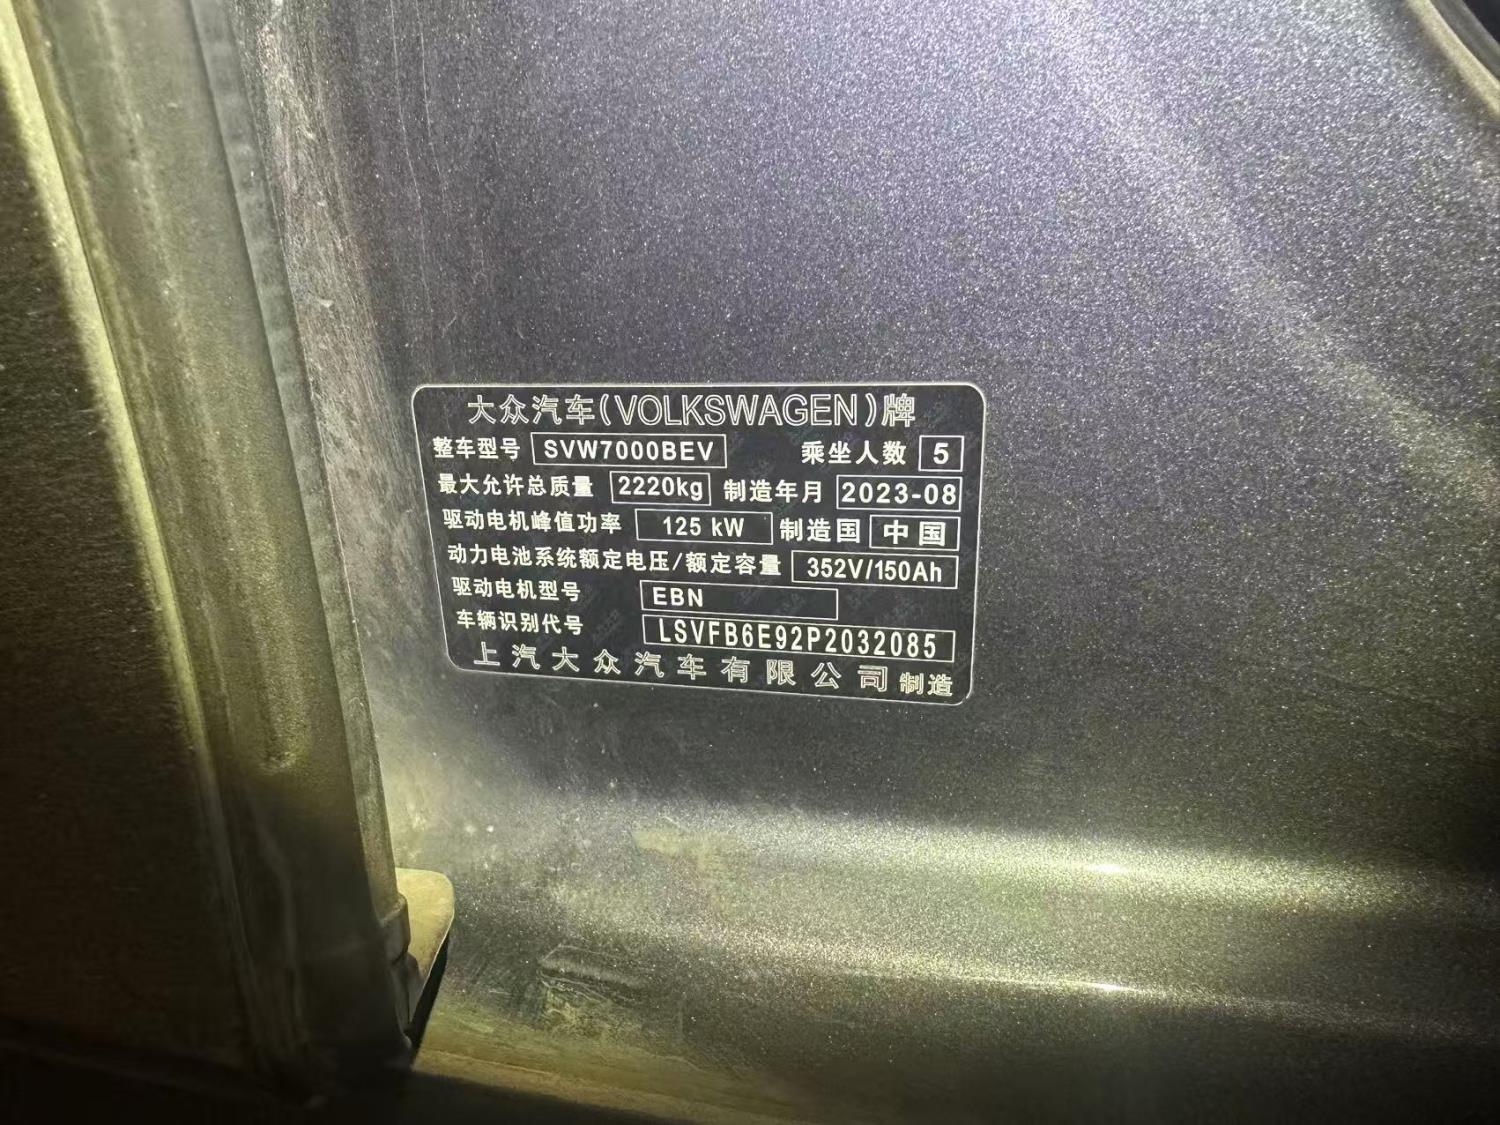 大众汽车(VOLKSWAGEN)牌
整车型号 SVW7000BEV 乘坐人数 5
最大允许总质量 2220kg 制造年月 2023-08
驱动电机峰值功率 125 kW 制造国 中国
动力电池系统额定电压/额定容量 352V/150Ah
驱动电机型号 EBN
车辆识别代号 LSVFB6E92P2032085
上汽大众汽车有限公司 制造